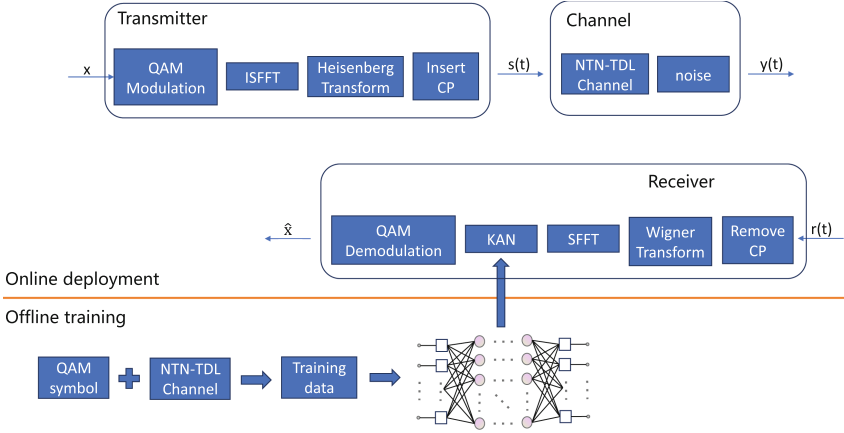 Transmitter
x
QAM
Modulation
ISFFT
Heisenberg
Transform
Insert
CP
s(t)
Channel
NTN-TDL
Channel
noise
y(t)
Receiver
x̂
QAM
Demodulation
KAN
SFFT
Wigner
Transform
Remove
CP
r(t)
Online deployment
Offline training
QAM
symbol
NTN-TDL
Channel
Training
data